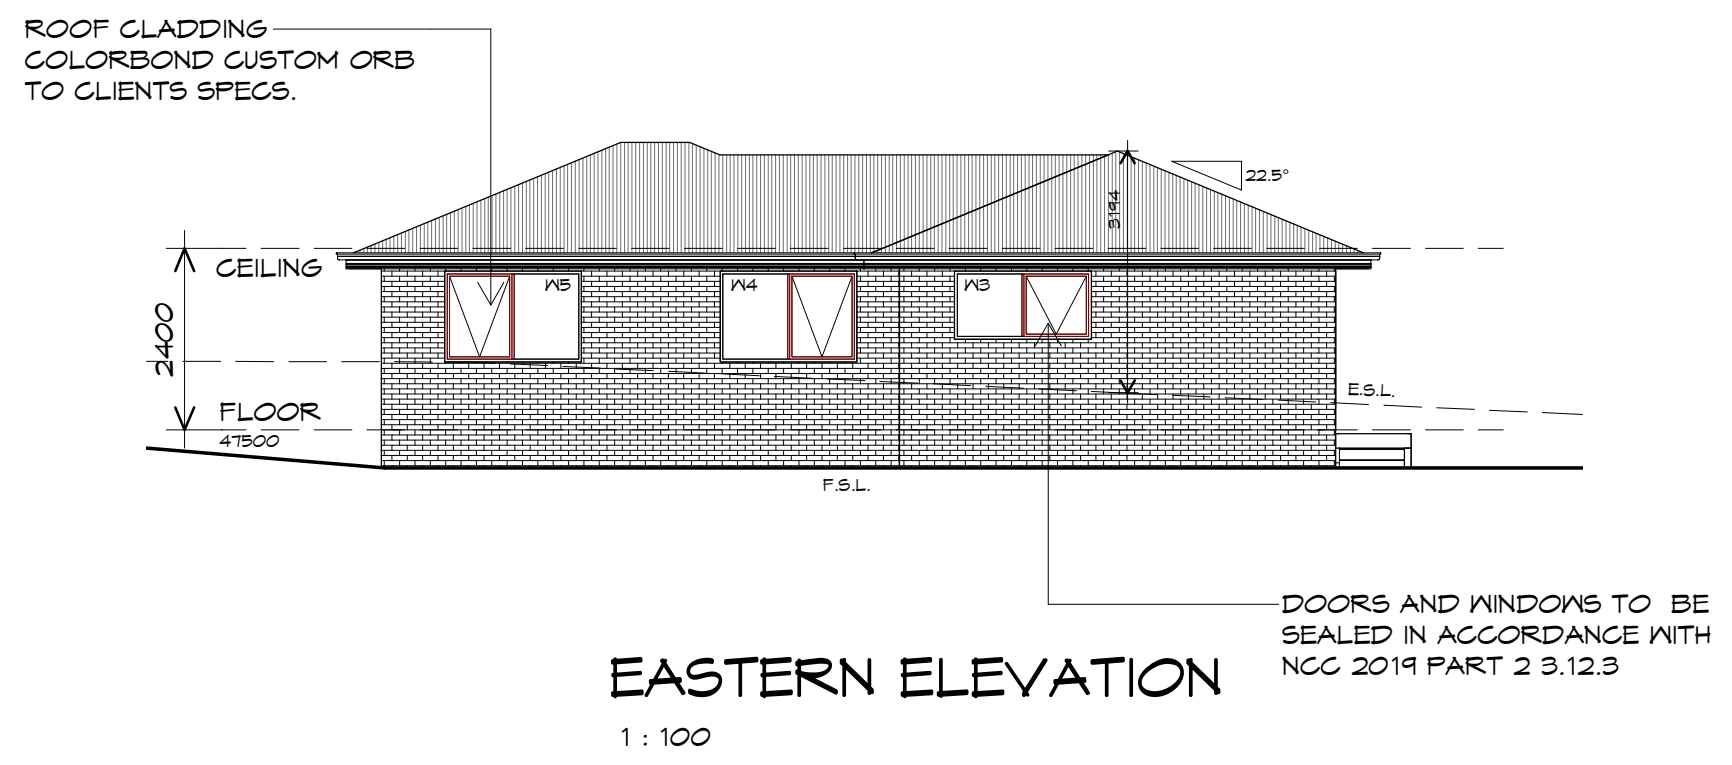 ROOF CLADDING
COLORBOND CUSTOM ORB
TO CLIENTS SPECS.
22.5°
3194
CEILING
W5
W4
W3
2400
E.S.L.
FLOOR
47500
F.S.L.
DOORS AND WINDOWS TO BE
SEALED IN ACCORDANCE WITH
NCC 2019 PART 2 3.12.3
EASTERN ELEVATION
1 : 100